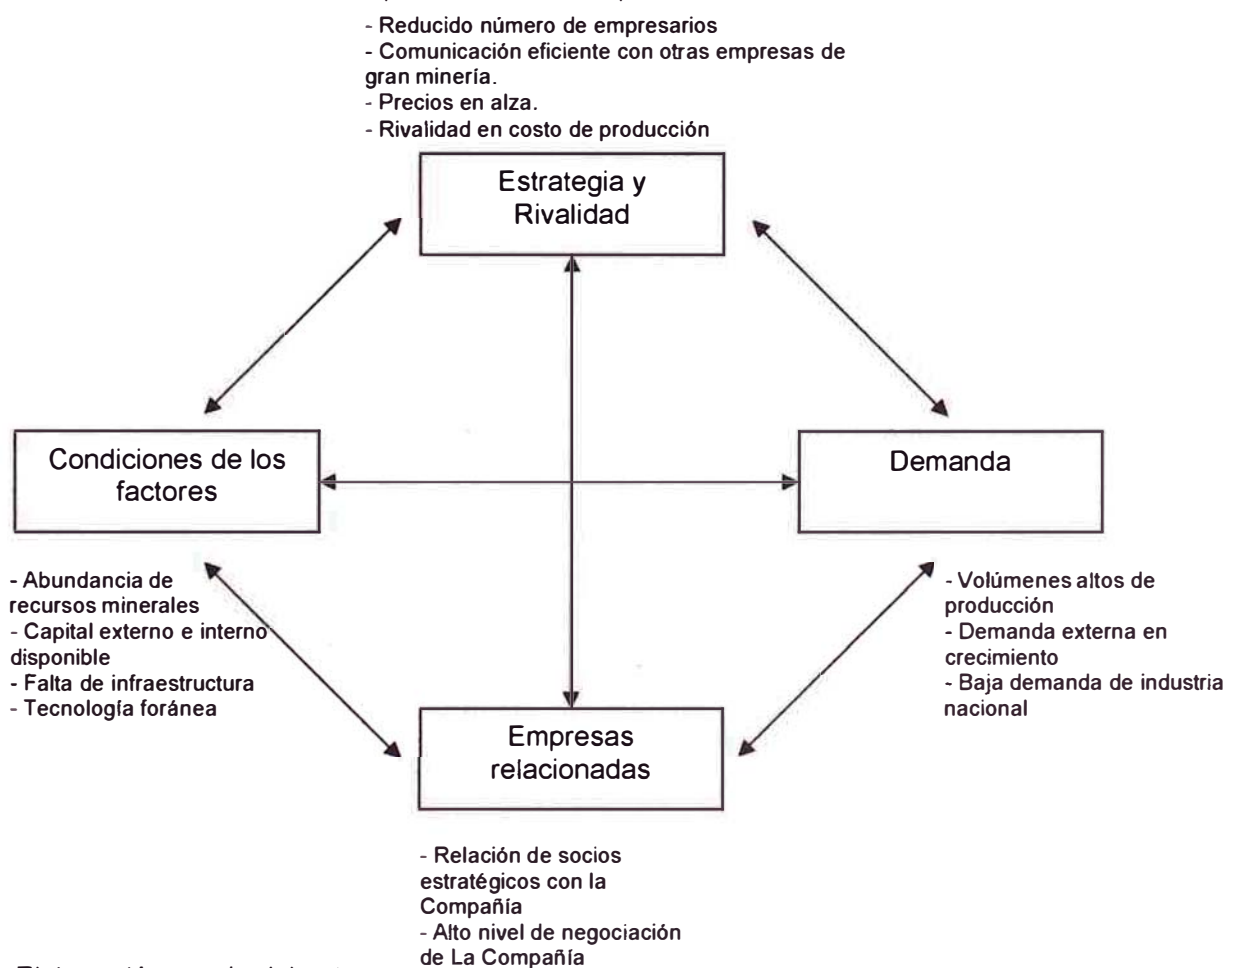 - Reducido número de empresarios
- Comunicación eficiente con otras empresas de
gran minería.
- Precios en alza.
- Rivalidad en costo de producción
Estrategia y
Rivalidad
Condiciones de los
factores
Demanda
- Abundancia de
recursos minerales
- Capital externo e interno
disponible
- Falta de infraestructura
- Tecnología foránea
- Volúmenes altos de
producción
- Demanda externa en
crecimiento
- Baja demanda de industria
nacional
Empresas
relacionadas
- Relación de socios
estratégicos con la
Compañía
- Alto nivel de negociación
de La Compañía